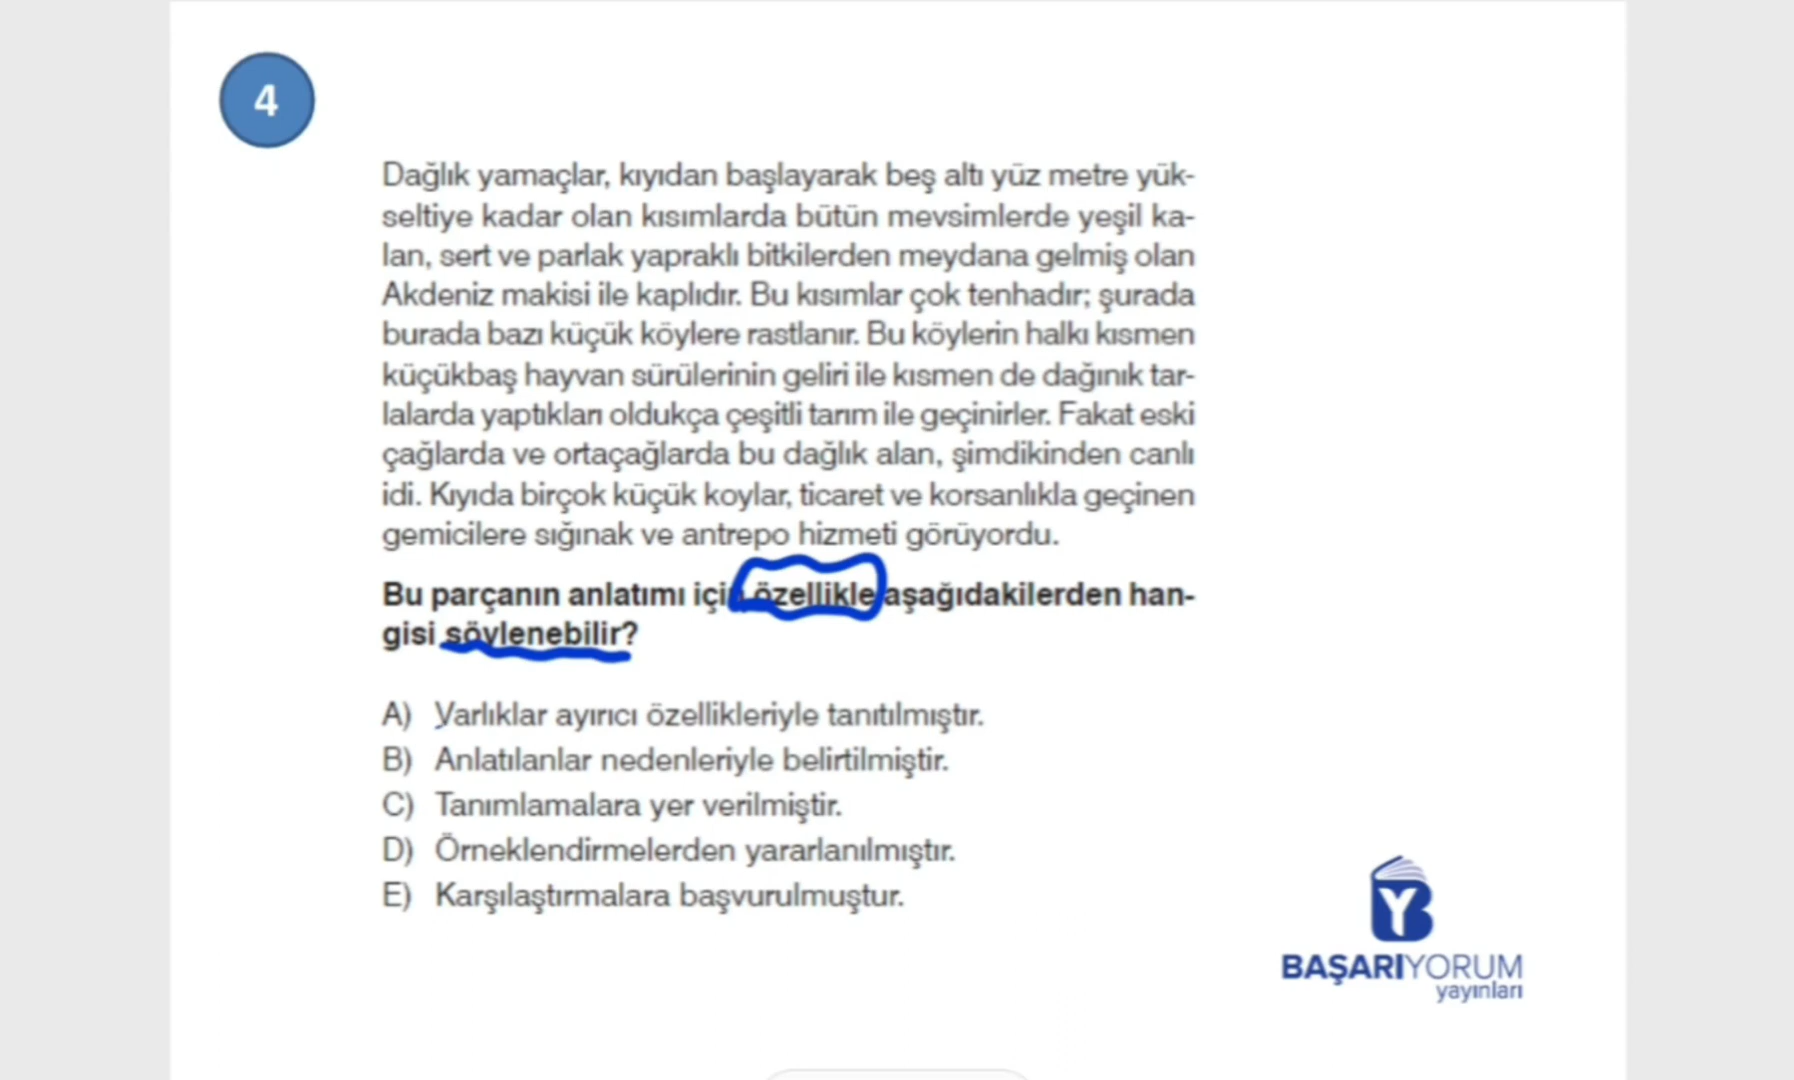 4
Dağlık yamaçlar, kıyıdan başlayarak beş altı yüz metre yük-
seltiye kadar olan kısımlarda bütün mevsimlerde yeşil ka-
lan, sert ve parlak yapraklı bitkilerden meydana gelmiş olan
Akdeniz makisi ile kaplıdır. Bu kısımlar çok tenhadır; şurada
burada bazı küçük köylere rastlanır. Bu köylerin halkı kısmen
küçükbaş hayvan sürülerinin geliri ile kısmen de dağınık tar-
lalarda yaptıkları oldukça çeşitli tarım ile geçinirler. Fakat eski
çağlarda ve ortaçağlarda bu dağlık alan, şimdikinden canlı
idi. Kıyıda birçok küçük koylar, ticaret ve korsanlıkla geçinen
gemicilere sığınak ve antrepo hizmeti görüyordu.
Bu parçanın anlatımı için özellikle aşağıdakilerden han-
gisi söylenebilir?
A) Varlıklar ayırıcı özellikleriyle tanıtılmıştır.
B) Anlatılanlar nedenleriyle belirtilmiştir.
C) Tanımlamalara yer verilmiştir.
D) Örneklendirmelerden yararlanılmıştır.
E) Karşılaştırmalara başvurulmuştur.
BAŞARIYORUM
yayınları